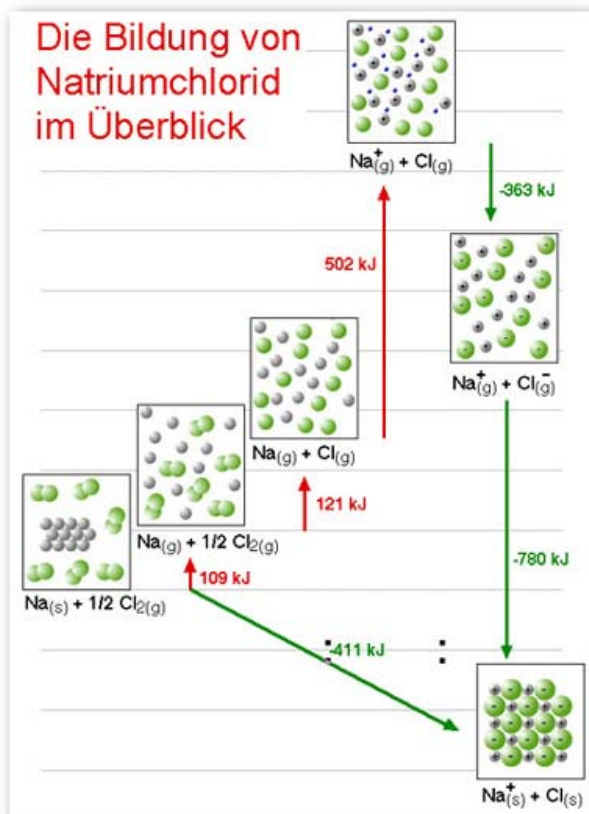 Die Bildung von
Natriumchlorid
im Überblick
Na⁺(g) + Cl(g)
-363 kJ
502 kJ
Na⁺(g) + Cl⁻(g)
Na(g) + Cl(g)
121 kJ
Na(g) + 1/2 Cl2(g)
109 kJ
Na(s) + 1/2 Cl2(g)
-780 kJ
-411 kJ
Na⁺(s) + Cl(s)